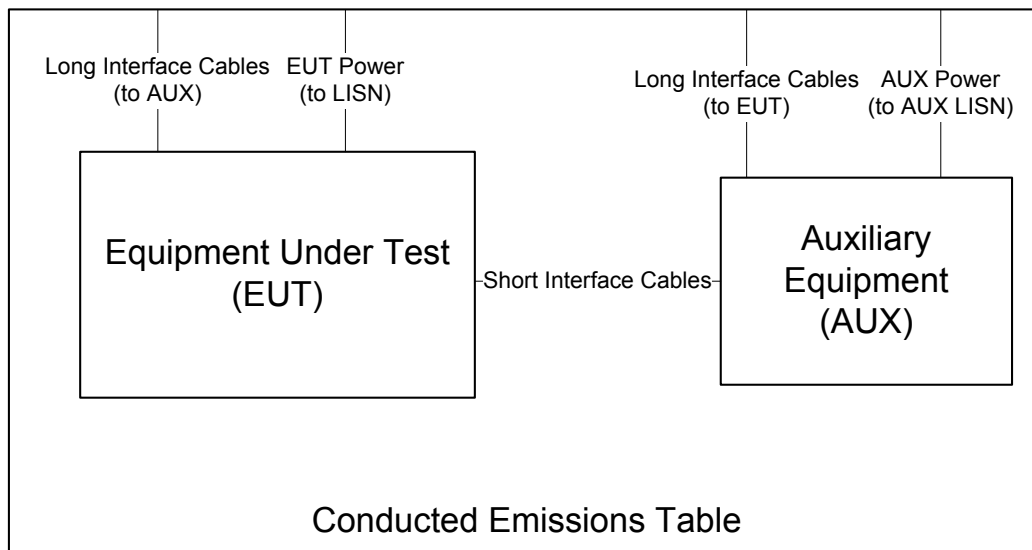 Long Interface Cables
(to AUX)
EUT Power
(to LISN)
Long Interface Cables
(to EUT)
AUX Power
(to AUX LISN)
Equipment Under Test
(EUT)
Short Interface Cables
Auxiliary
Equipment
(AUX)
Conducted Emissions Table